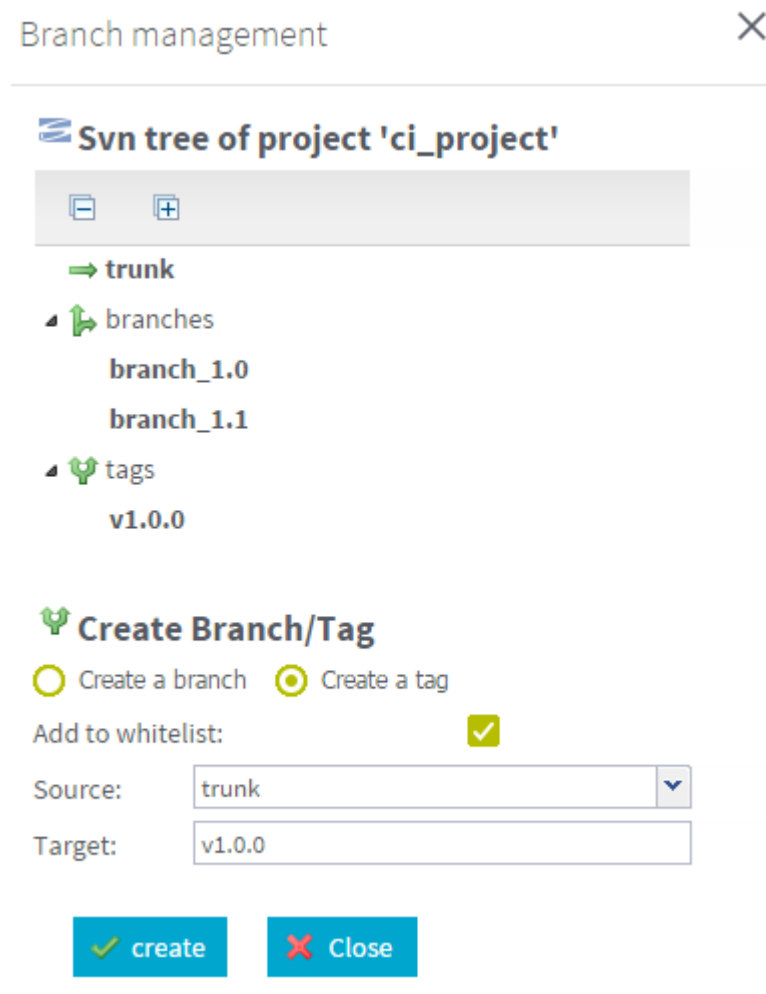 Branch management
Svn tree of project 'ci_project'
trunk
branches
branch_1.0
branch_1.1
tags
v1.0.0
Create Branch/Tag
Create a branch Create a tag
Add to whitelist:
Source: trunk
Target: v1.0.0
create Close